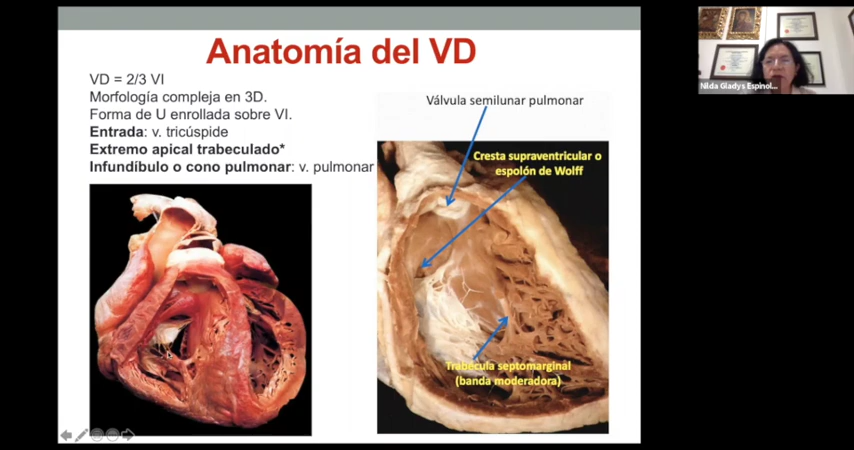 Anatomía del VD
VD = 2/3 VI
Morfología compleja en 3D.
Forma de U enrollada sobre VI.
Entrada: v. tricúspide
Extremo apical trabeculado*
Infundíbulo o cono pulmonar: v. pulmonar
Válvula semilunar pulmonar
Cresta supraventricular o
espolón de Wolff
Trabécula septomarginal
(banda moderadora)
Nilda Gladys Espinol...